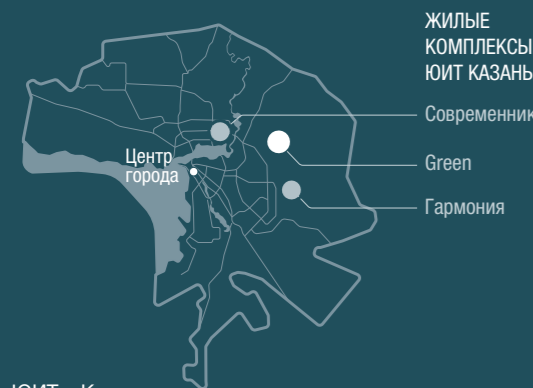 ЖИЛЫЕ
КОМПЛЕКСЫ
ЮИТ КАЗАНЬ
Современник
Green
Гармония
Центр
города